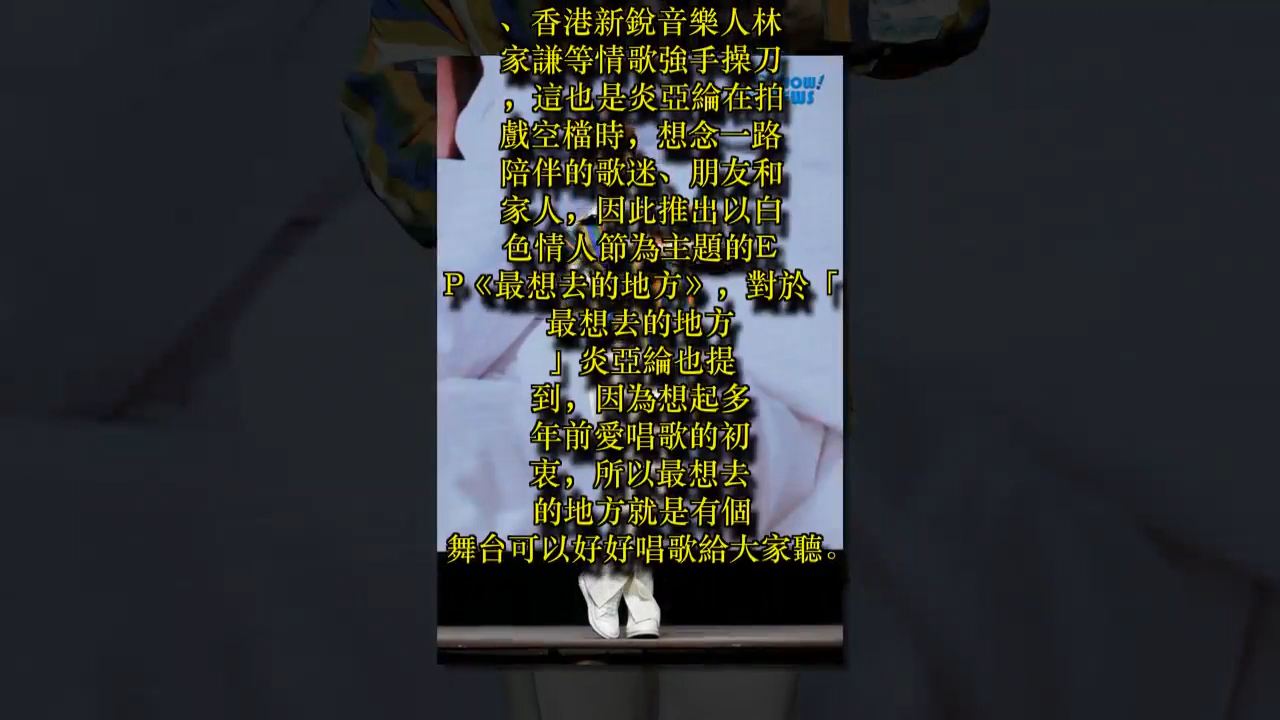 、香港新銳音樂人林
家謙等情歌強手操刀
，這也是炎亞綸在拍
戲空檔時，想念一路
陪伴的歌迷、朋友和
家人，因此推出以白
色情人節為主題的E
P《最想去的地方》，對於「
最想去的地方
」炎亞綸也提
到，因為想起多
年前愛唱歌的初
衷，所以最想去
的地方就是有個
舞台可以好好唱歌給大家聽。